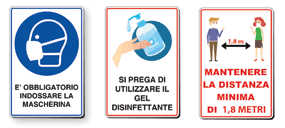 E' OBBLIGATORIO
INDOSSARE LA
MASCHERINA
SI PREGA DI
UTILIZZARE IL
GEL
DISINFETTANTE
1,8 m
MANTENERE
LA DISTANZA
MINIMA
DI 1,8 METRI